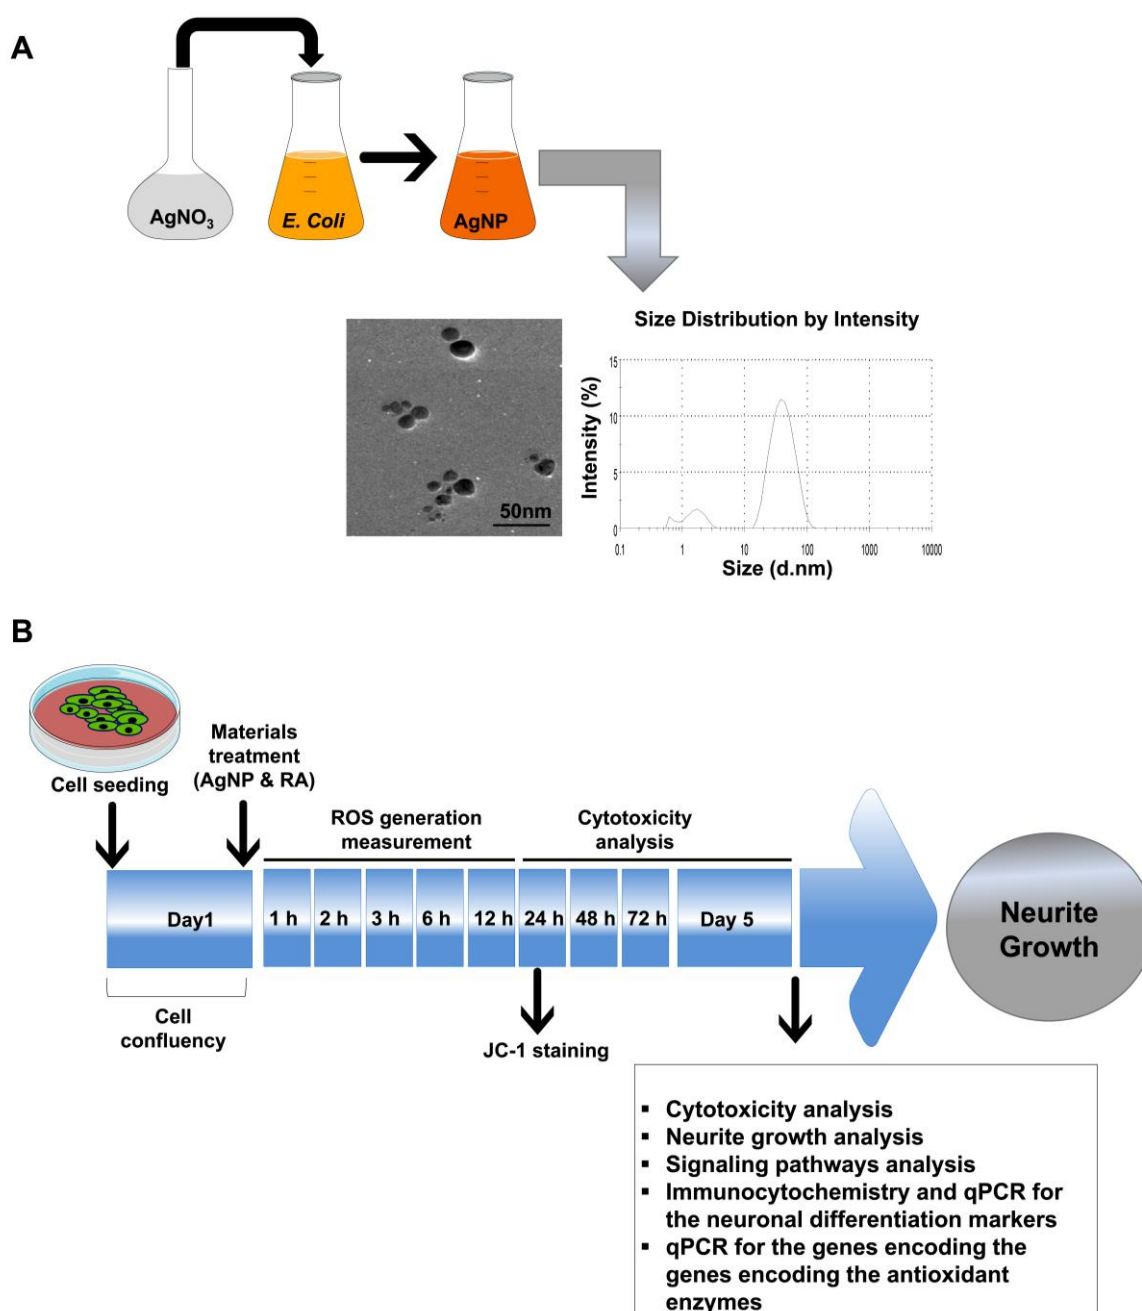 A
AgNO₃
E. Coli
AgNP
Size Distribution by Intensity
50nm
Intensity (%)
15
10
5
0
0.1 1 10 100 1000 10000
Size (d.nm)
B
Cell seeding
Materials
treatment
(AgNP & RA)
ROS generation
measurement
Cytotoxicity
analysis
Day1
1 h
2 h
3 h
6 h
12 h
24 h
48 h
72 h
Day 5
Neurite
Growth
Cell
confluency
JC-1 staining
▪ Cytotoxicity analysis
▪ Neurite growth analysis
▪ Signaling pathways analysis
▪ Immunocytochemistry and qPCR for
the neuronal differentiation markers
▪ qPCR for the genes encoding the
genes encoding the antioxidant
enzymes